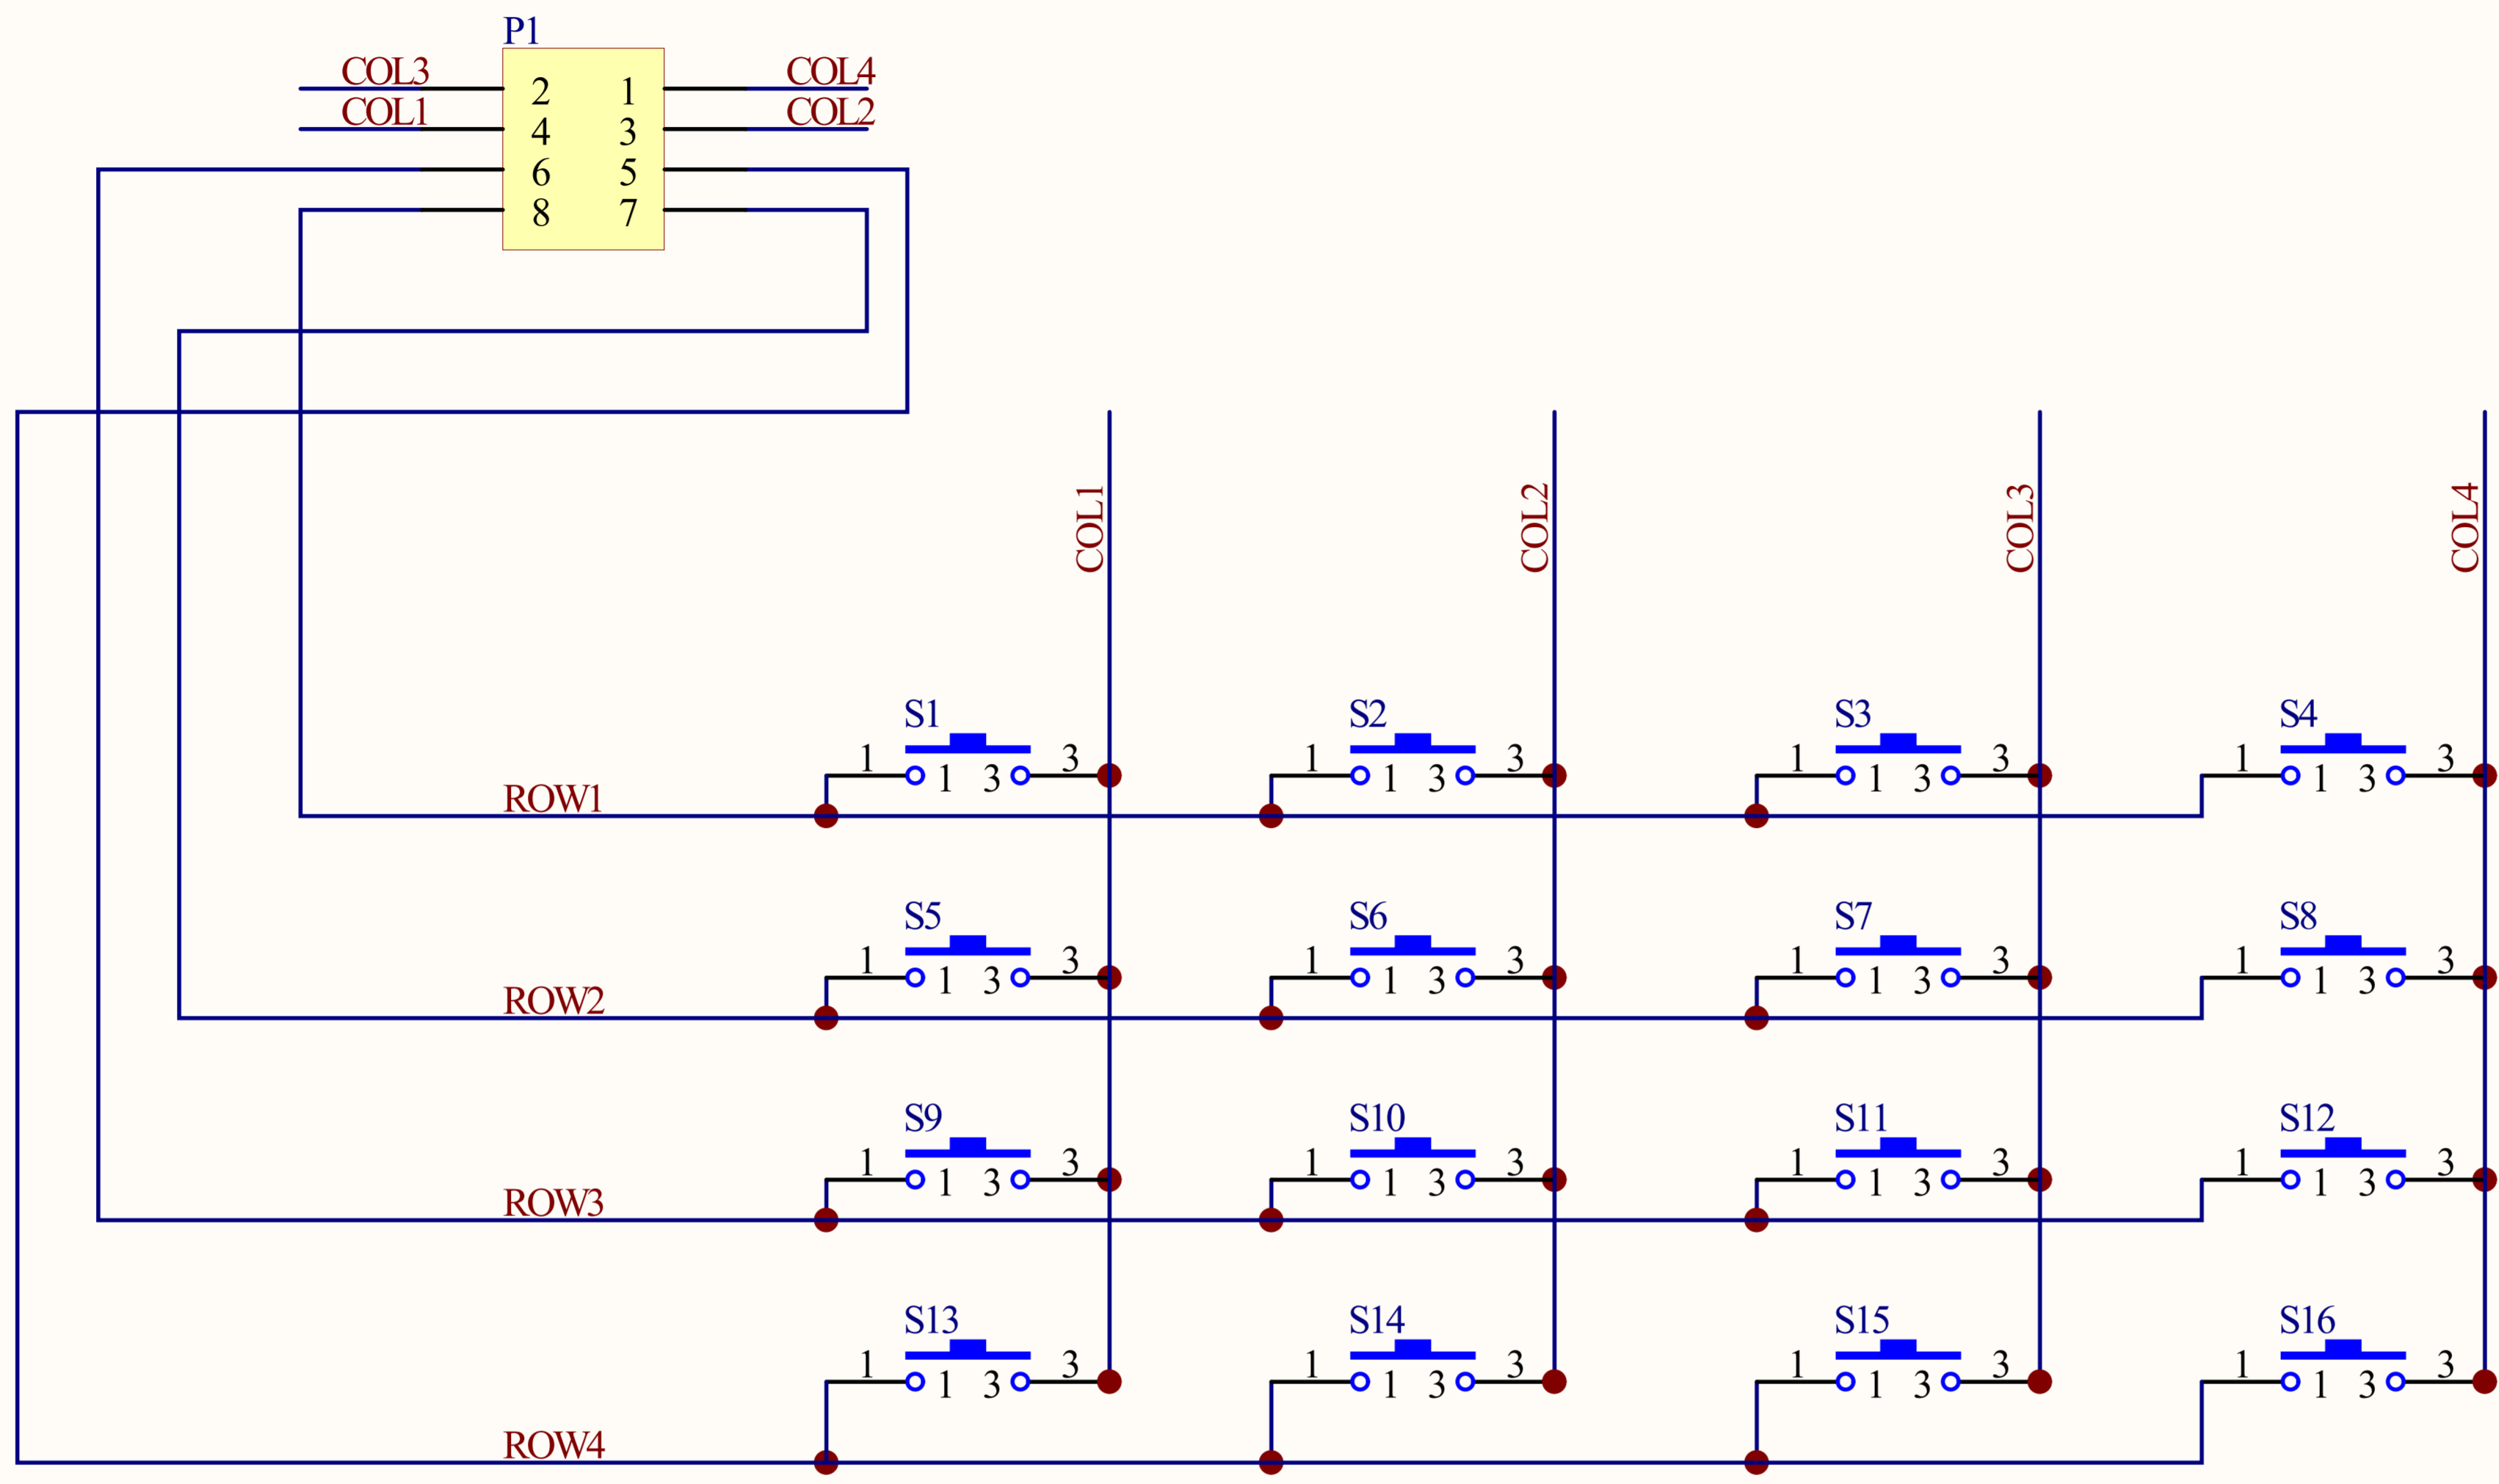 P1
COL3 2 1 COL4
COL1 4 3 COL2
6 5
8 7
COL1 COL2 COL3 COL4
S1 S2 S3 S4
1 3 1 3 1 3 1 3
1 3 1 3 1 3 1 3
ROW1
S5 S6 S7 S8
1 3 1 3 1 3 1 3
1 3 1 3 1 3 1 3
ROW2
S9 S10 S11 S12
1 3 1 3 1 3 1 3
1 3 1 3 1 3 1 3
ROW3
S13 S14 S15 S16
1 3 1 3 1 3 1 3
1 3 1 3 1 3 1 3
ROW4